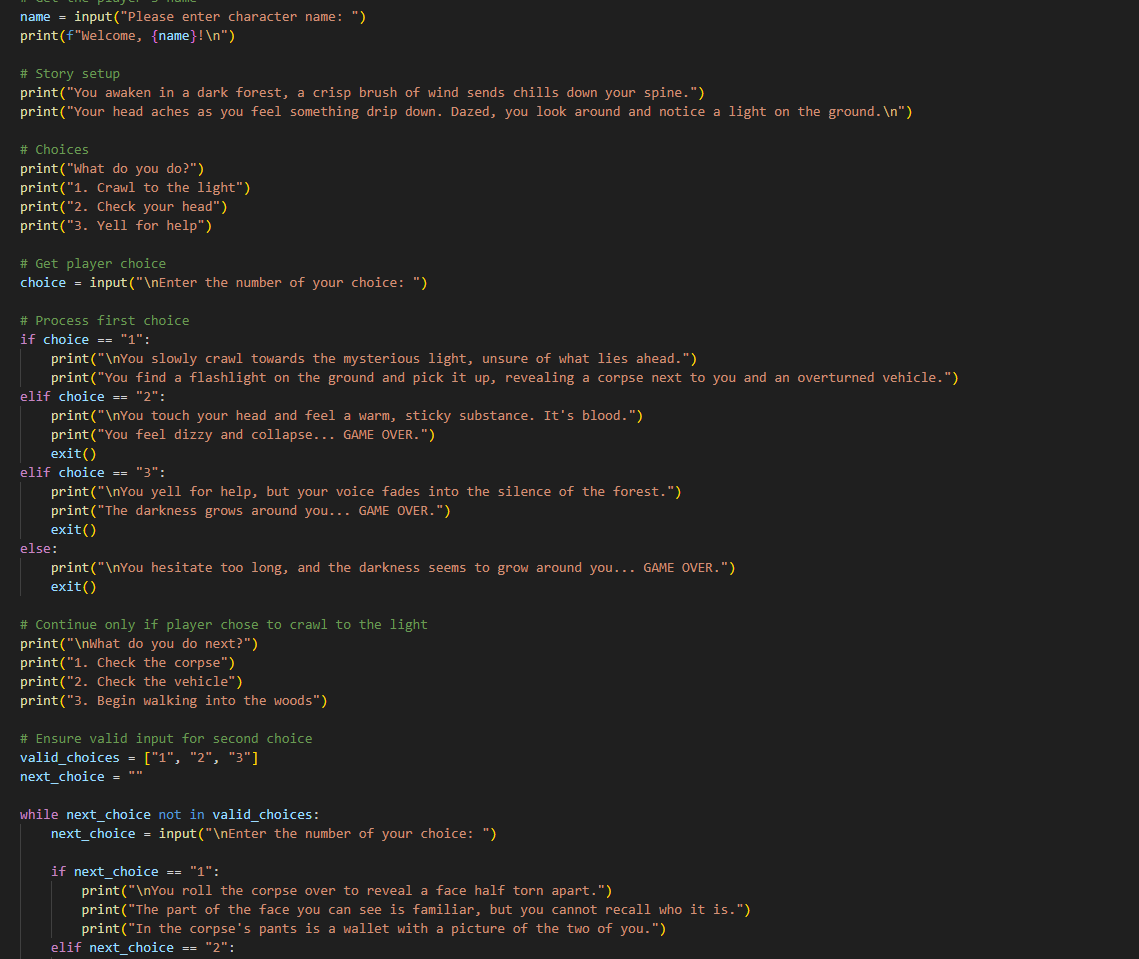 # Get the player's name
name = input("Please enter character name: ")
print(f"Welcome, {name}!\n")

# Story setup
print("You awaken in a dark forest, a crisp brush of wind sends chills down your spine.")
print("Your head aches as you feel something drip down. Dazed, you look around and notice a light on the ground.\n")

# Choices
print("What do you do?")
print("1. Crawl to the light")
print("2. Check your head")
print("3. Yell for help")

# Get player choice
choice = input("\nEnter the number of your choice: ")

# Process first choice
if choice == "1":
    print("\nYou slowly crawl towards the mysterious light, unsure of what lies ahead.")
    print("You find a flashlight on the ground and pick it up, revealing a corpse next to you and an overturned vehicle.")
elif choice == "2":
    print("\nYou touch your head and feel a warm, sticky substance. It's blood.")
    print("You feel dizzy and collapse... GAME OVER.")
    exit()
elif choice == "3":
    print("\nYou yell for help, but your voice fades into the silence of the forest.")
    print("The darkness grows around you... GAME OVER.")
    exit()
else:
    print("\nYou hesitate too long, and the darkness seems to grow around you... GAME OVER.")
    exit()

# Continue only if player chose to crawl to the light
print("\nWhat do you do next?")
print("1. Check the corpse")
print("2. Check the vehicle")
print("3. Begin walking into the woods")

# Ensure valid input for second choice
valid_choices = ["1", "2", "3"]
next_choice = ""

while next_choice not in valid_choices:
    next_choice = input("\nEnter the number of your choice: ")

    if next_choice == "1":
        print("\nYou roll the corpse over to reveal a face half torn apart.")
        print("The part of the face you can see is familiar, but you cannot recall who it is.")
        print("In the corpse's pants is a wallet with a picture of the two of you.")
    elif next_choice == "2":